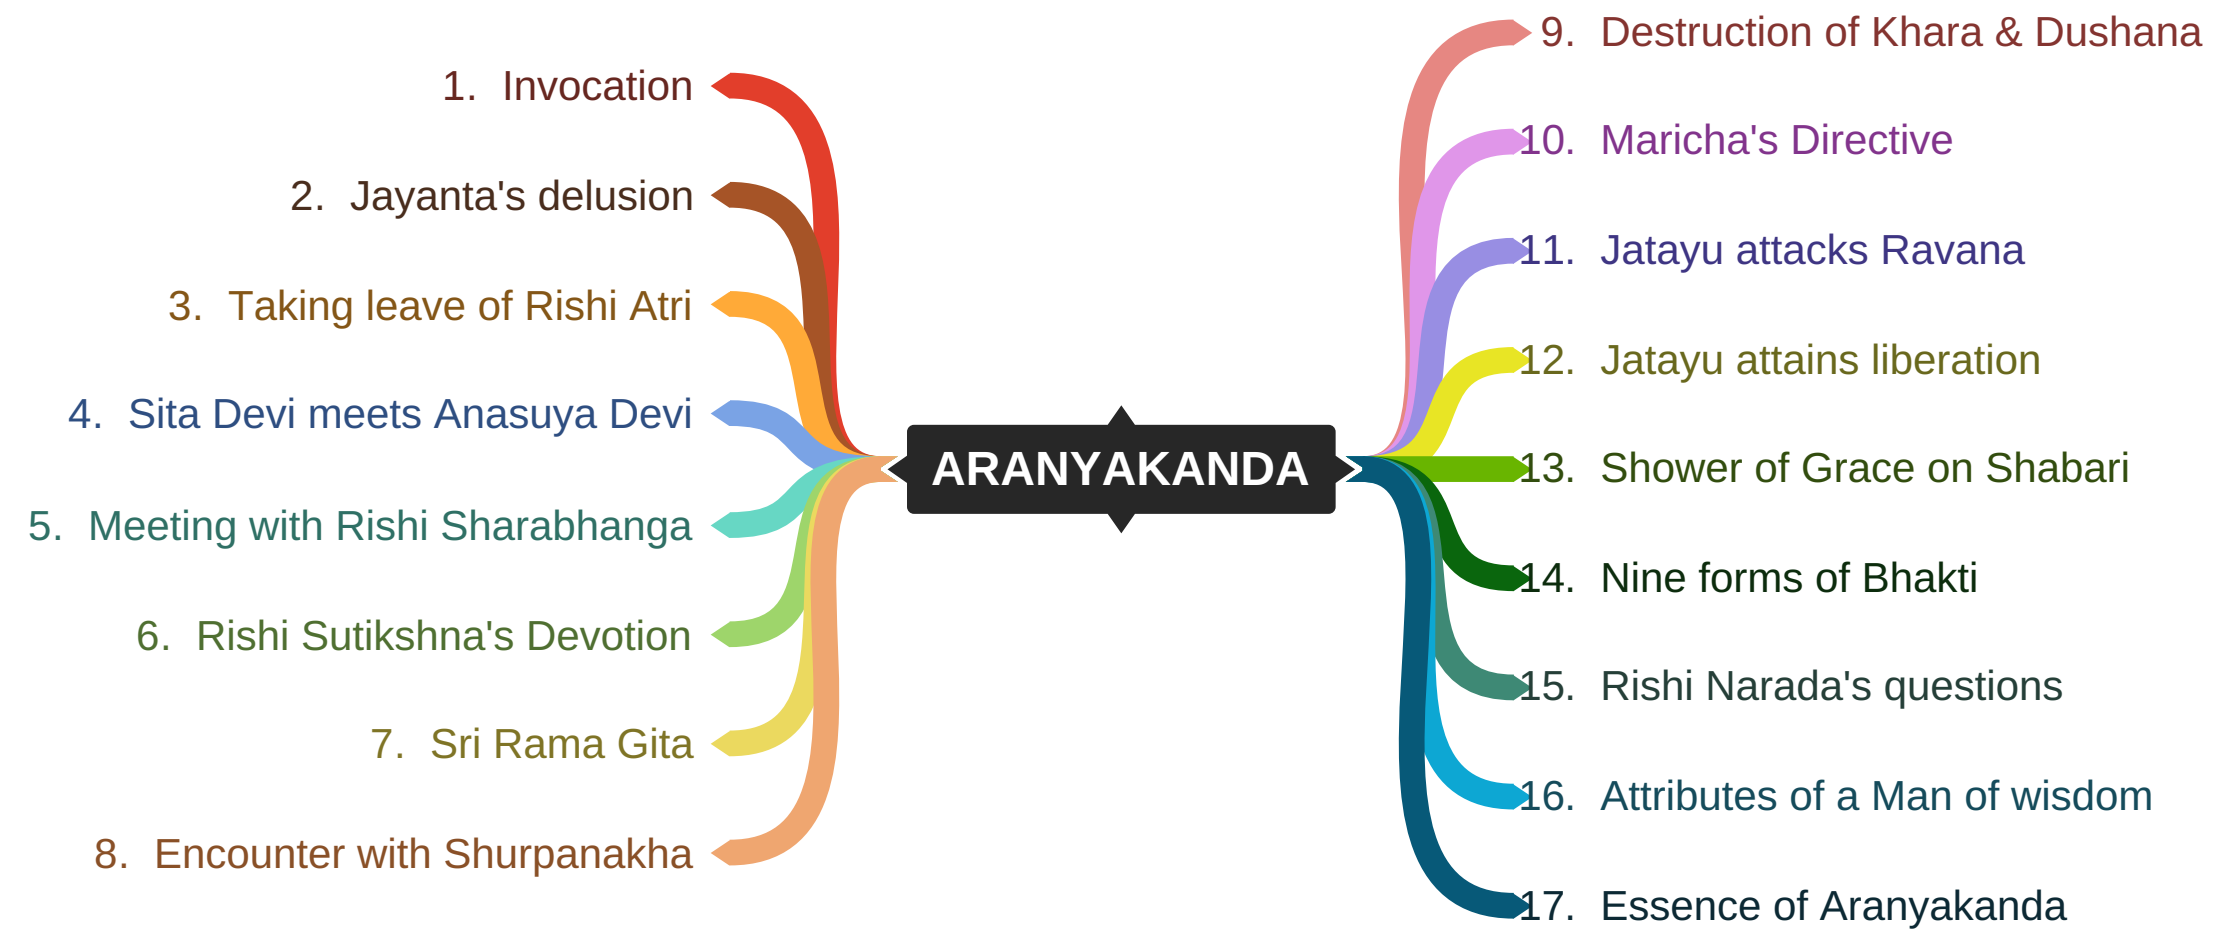 1. Invocation
2. Jayanta's delusion
3. Taking leave of Rishi Atri
4. Sita Devi meets Anasuya Devi
5. Meeting with Rishi Sharabhanga
6. Rishi Sutikshna's Devotion
7. Sri Rama Gita
8. Encounter with Shurpanakha
ARANYAKANDA
9. Destruction of Khara & Dushana
10. Maricha's Directive
11. Jatayu attacks Ravana
12. Jatayu attains liberation
13. Shower of Grace on Shabari
14. Nine forms of Bhakti
15. Rishi Narada's questions
16. Attributes of a Man of wisdom
17. Essence of Aranyakanda